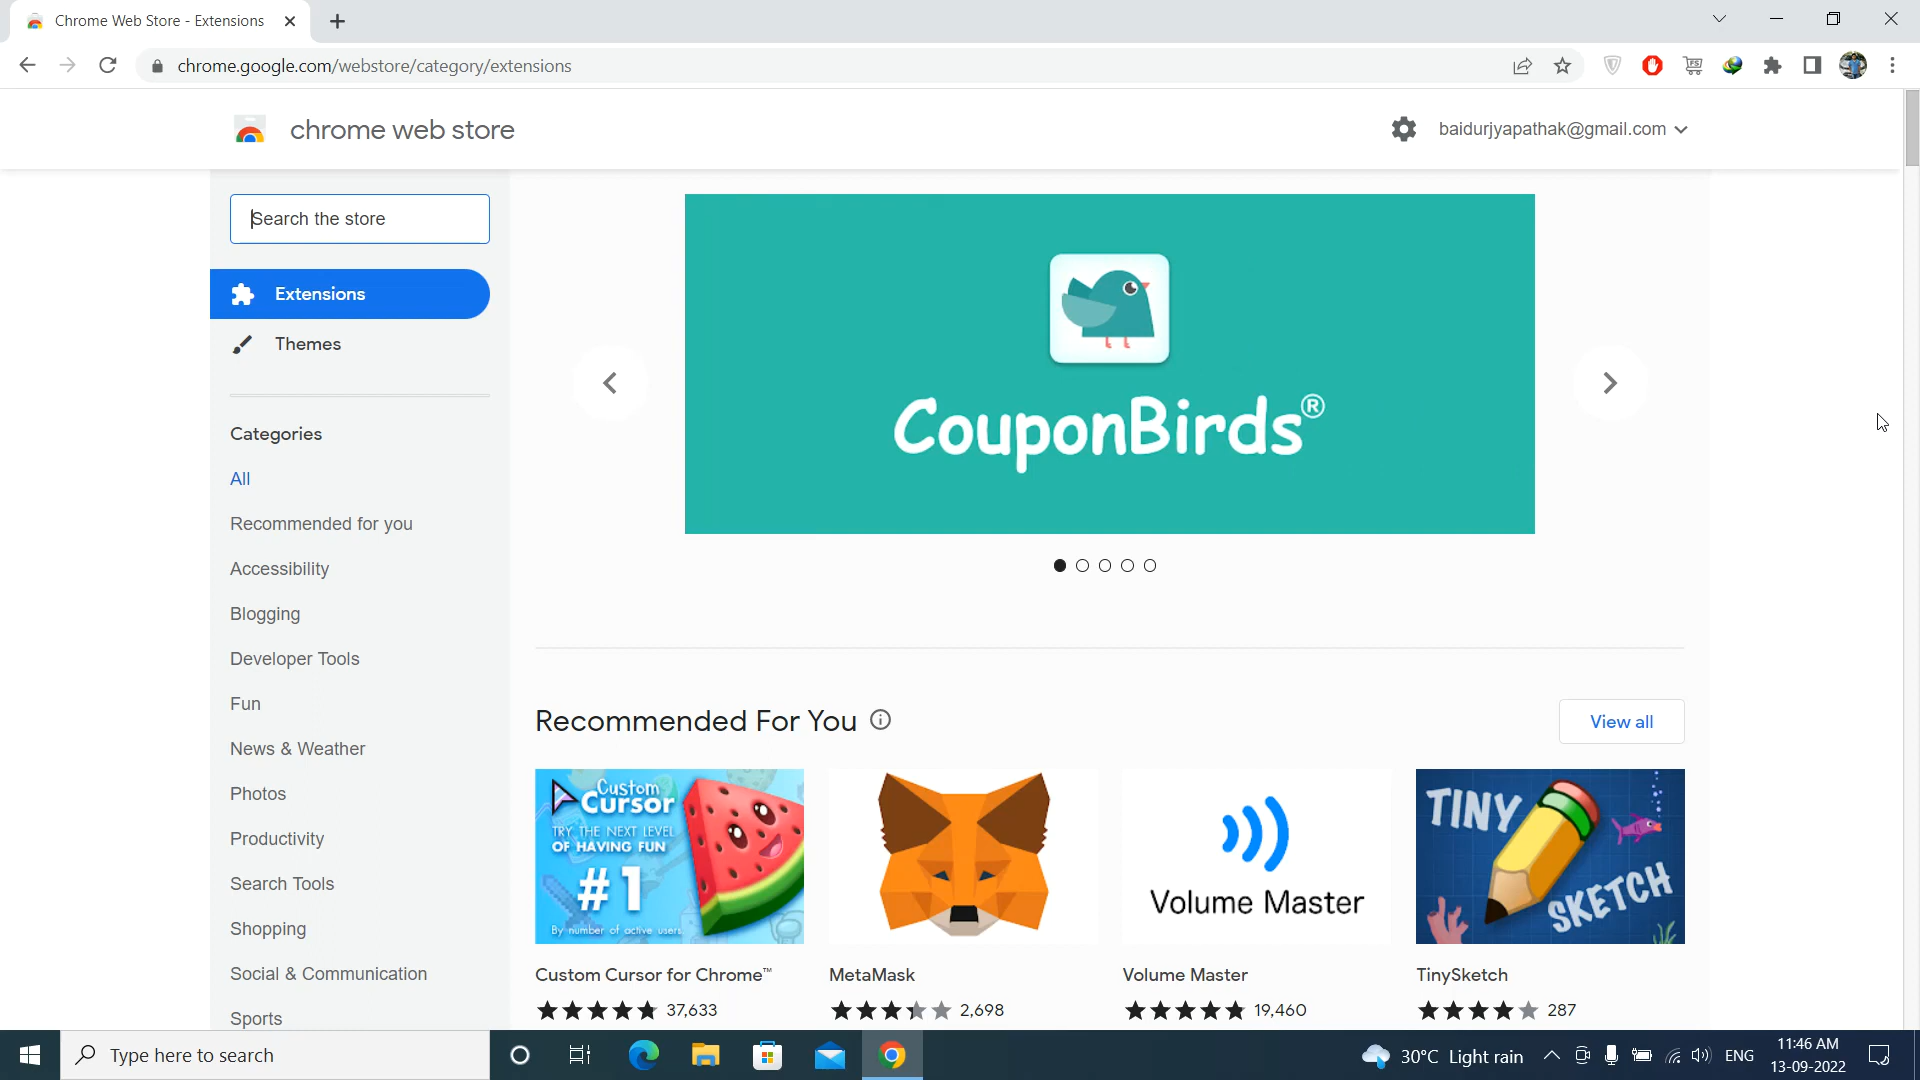 Chrome Web Store - Extensions
chrome.google.com/webstore/category/extensions
FS
chrome web store
baidurjyapathak@gmail.com
Search the store
Extensions
Themes
Categories
All
Recommended for you
Accessibility
Blogging
Developer Tools
Fun
News & Weather
Photos
Productivity
Search Tools
Shopping
Social & Communication
Sports
CouponBirds®
Recommended For You
View all
Custom
Cursor
TRY THE NEXT LEVEL
OF HAVING FUN
#1
By number of active users
Volume Master
TINY
SKETCH
Custom Cursor for Chrome™
37,633
MetaMask
2,698
Volume Master
19,460
TinySketch
287
Type here to search
30°C Light rain
ENG
11:46 AM
13-09-2022